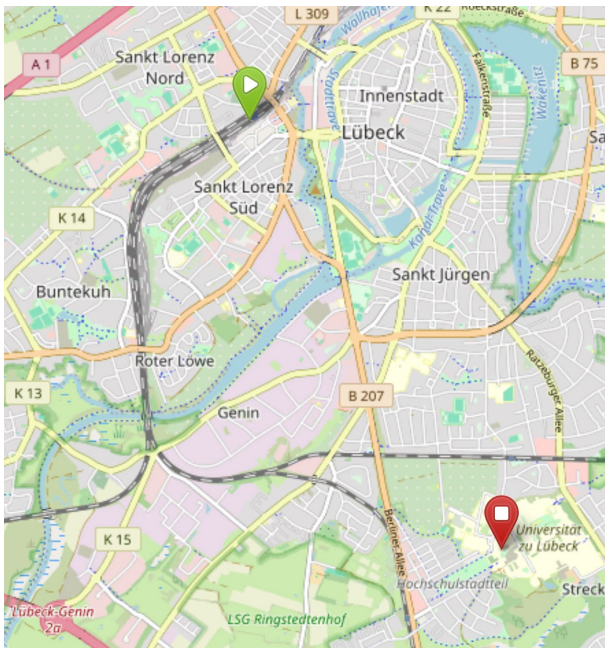 L 309
K 22
Roeckstraße
Wallhafen
A 1
Sankt Lorenz
Nord
B 75
Stadttrave
Innenstadt
Falkenstraße
Wakenitz
Lübeck
Sankt Lorenz
Süd
K 14
Kanal-Trave
Buntekuh
Sankt Jürgen
Roter Löwe
Ratzeburger Allee
K 13
B 207
Genin
Berliner Allee
K 15
Universität
zu Lübeck
Hochschulstadtteil
Streck
Lübeck-Genin
2a
LSG Ringstedtenhof